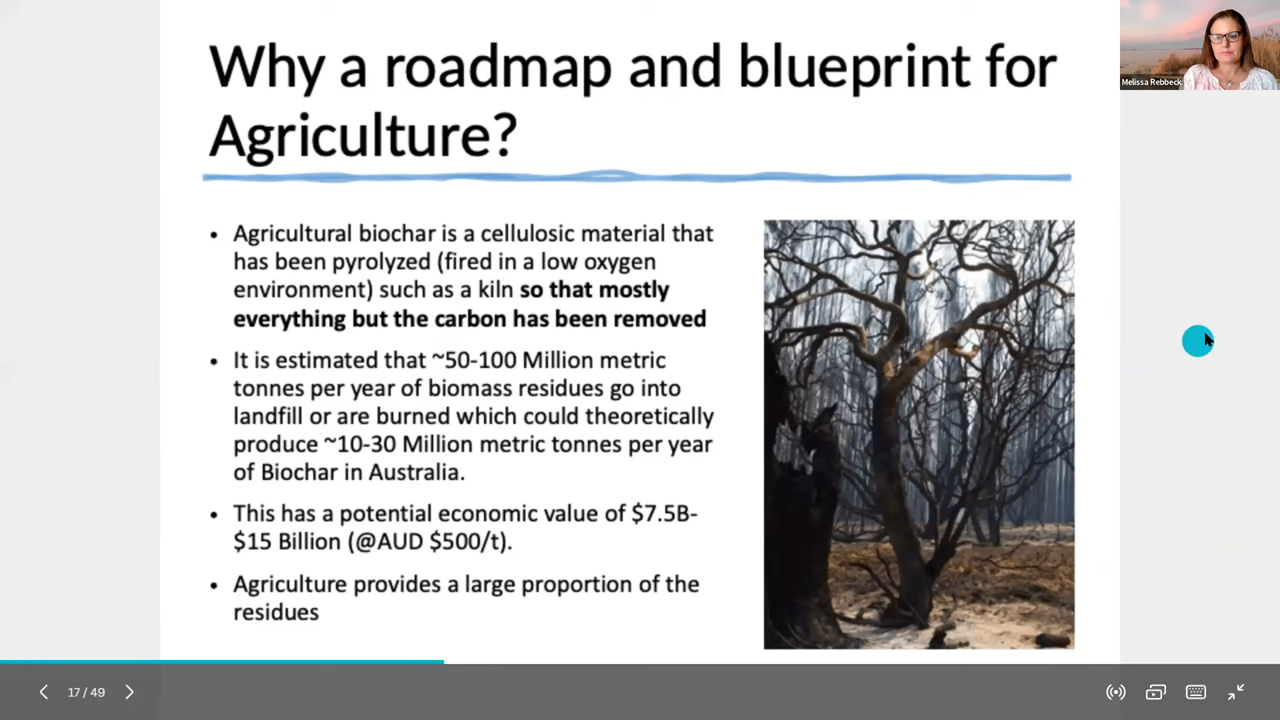 Why a roadmap and blueprint for
Agriculture?
Melissa Rebbeck
• Agricultural biochar is a cellulosic material that
has been pyrolyzed (fired in a low oxygen
environment) such as a kiln so that mostly
everything but the carbon has been removed
• It is estimated that ~50-100 Million metric
tonnes per year of biomass residues go into
landfill or are burned which could theoretically
produce ~10-30 Million metric tonnes per year
of Biochar in Australia.
• This has a potential economic value of $7.5B-
$15 Billion (@AUD $500/t).
• Agriculture provides a large proportion of the
residues
17 / 49